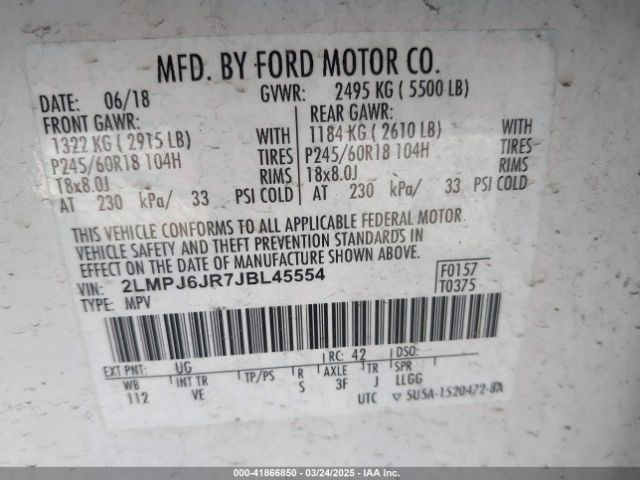 MFD. BY FORD MOTOR CO.
DATE: 06/18 GVWR: 2495 KG ( 5500 LB)
FRONT GAWR: REAR GAWR:
1322 KG ( 2915 LB) WITH 1184 KG ( 2610 LB) WITH
P245/60R18 104H TIRES P245/60R18 104H TIRES
18x8.0J RIMS 18x8.0J RIMS
AT 230 kPa/ 33 PSI COLD AT 230 kPa/ 33 PSI COLD
THIS VEHICLE CONFORMS TO ALL APPLICABLE FEDERAL MOTOR
VEHICLE SAFETY AND THEFT PREVENTION STANDARDS IN
EFFECT ON THE DATE OF MANUFACTURE SHOWN ABOVE.
VIN: 2LMPJ6JR7JBL45554 F0157
TYPE: MPV T0375
EXT PNT: UG RC: 42 DSO:
WB INT TR TP/PS R AXLE TR SPR
112 VE S 3F J LLGG
UTC ▽ 5U5A-1520472-BA
000-41866850 - 03/24/2025 - IAA Inc.